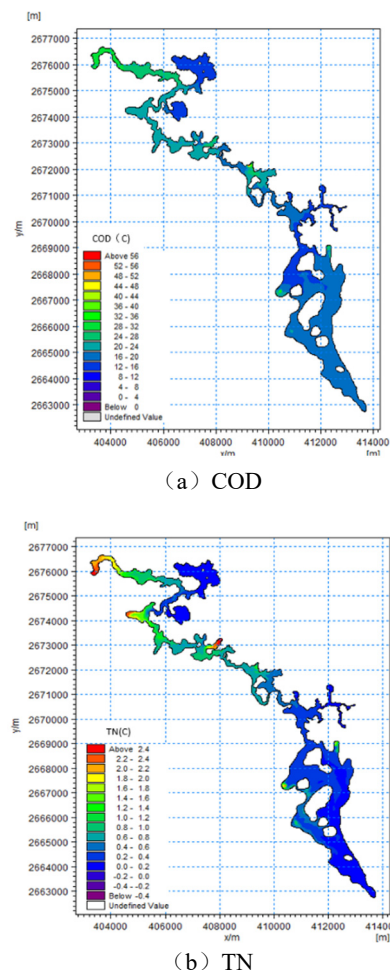 [m]
2677000
2676000
2675000
2674000
2673000
2672000
2671000
2670000
2669000
2668000
2667000
2666000
2665000
2664000
2663000
y/m
COD（C）
Above 56
52 - 56
48 - 52
44 - 48
40 - 44
36 - 40
32 - 36
28 - 32
24 - 28
20 - 24
16 - 20
12 - 16
8 - 12
4 - 8
0 - 4
Below 0
Undefined Value
404000 406000 408000 410000 412000 414000
x/m [m]
（a）COD
[m]
2677000
2676000
2675000
2674000
2673000
2672000
2671000
2670000
2669000
2668000
2667000
2666000
2665000
2664000
2663000
y/m
TN(C)
Above 2.4
2.2 - 2.4
2.0 - 2.2
1.8 - 2.0
1.6 - 1.8
1.4 - 1.6
1.2 - 1.4
1.0 - 1.2
0.8 - 1.0
0.6 - 0.8
0.4 - 0.6
0.2 - 0.4
0.0 - 0.2
-0.2 - 0.0
-0.4 - -0.2
Below -0.4
Undefined Value
404000 406000 408000 410000 412000 41400
x/m [m]
（b）TN